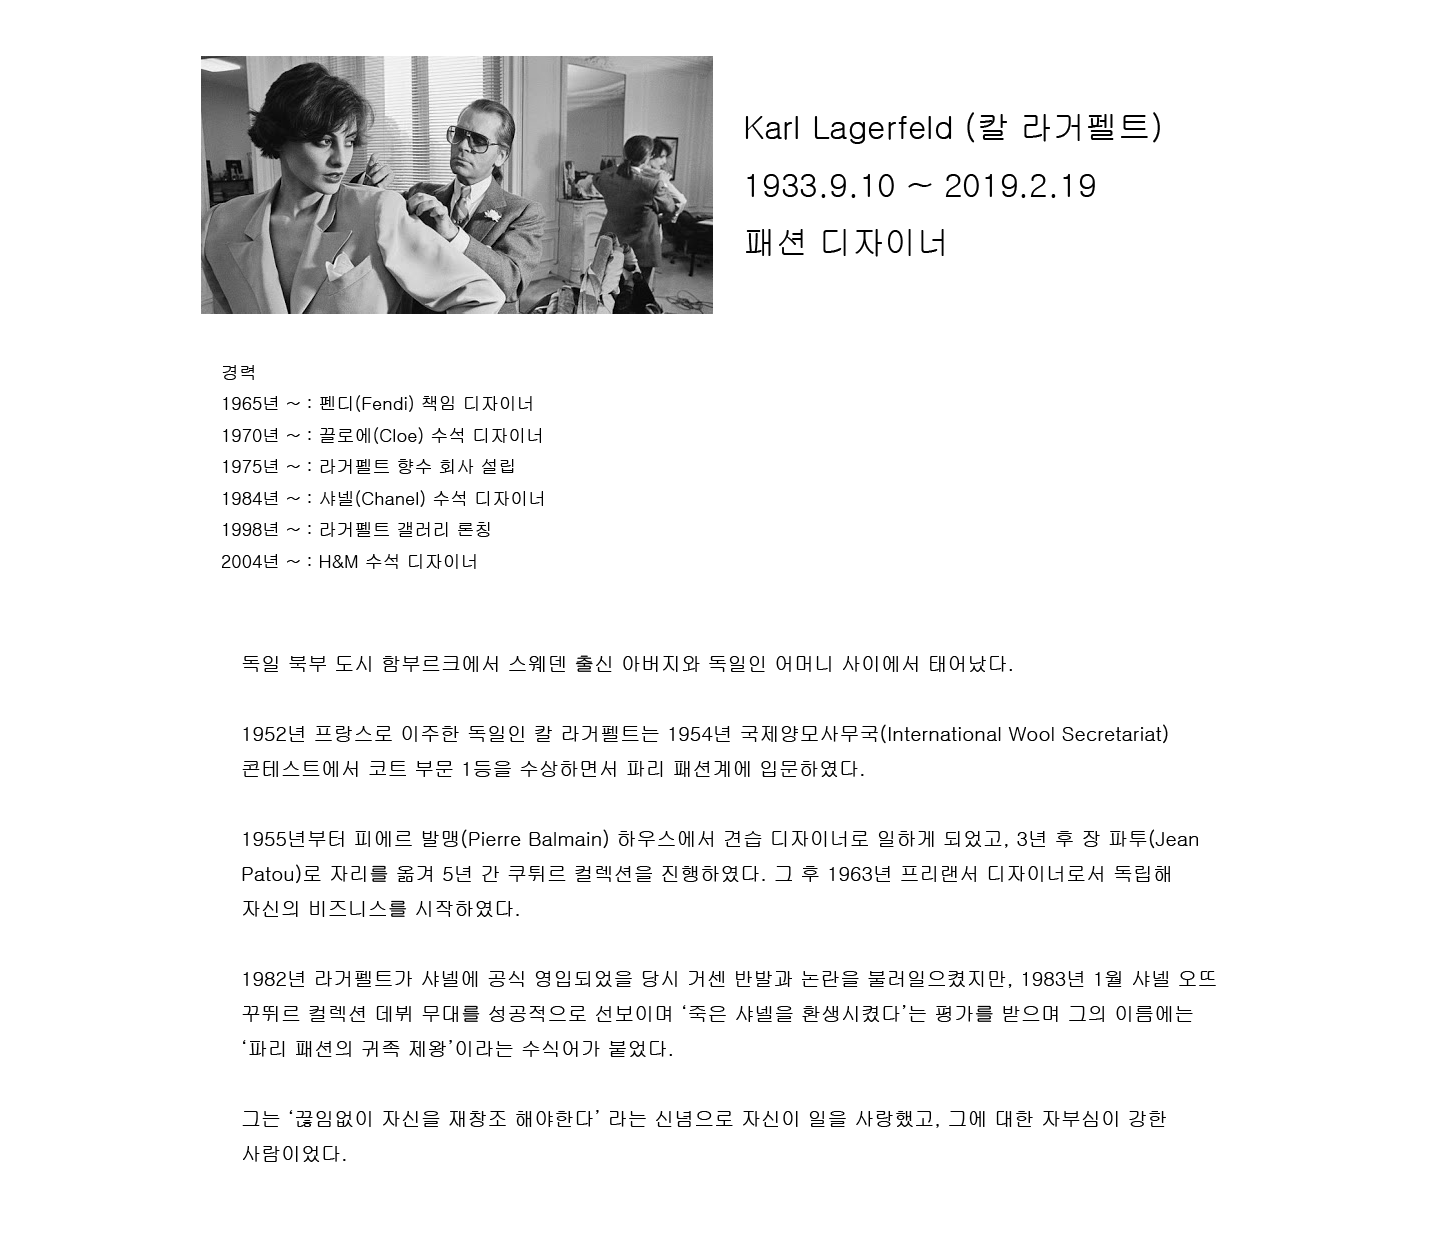 Karl Lagerfeld (칼 라거펠트)
1933.9.10 ~ 2019.2.19
패션 디자이너
경력
1965년 ~ : 펜디(Fendi) 책임 디자이너
1970년 ~ : 끌로에(Cloe) 수석 디자이너
1975년 ~ : 라거펠트 향수 회사 설립
1984년 ~ : 샤넬(Chanel) 수석 디자이너
1998년 ~ : 라거펠트 갤러리 론칭
2004년 ~ : H&M 수석 디자이너
독일 북부 도시 함부르크에서 스웨덴 출신 아버지와 독일인 어머니 사이에서 태어났다.
1952년 프랑스로 이주한 독일인 칼 라거펠트는 1954년 국제양모사무국(International Wool Secretariat)
콘테스트에서 코트 부문 1등을 수상하면서 파리 패션계에 입문하였다.
1955년부터 피에르 발맹(Pierre Balmain) 하우스에서 견습 디자이너로 일하게 되었고, 3년 후 장 파투(Jean
Patou)로 자리를 옮겨 5년 간 쿠튀르 컬렉션을 진행하였다. 그 후 1963년 프리랜서 디자이너로서 독립해
자신의 비즈니스를 시작하였다.
1982년 라거펠트가 샤넬에 공식 영입되었을 당시 거센 반발과 논란을 불러일으켰지만, 1983년 1월 샤넬 오뜨
꾸뛰르 컬렉션 데뷔 무대를 성공적으로 선보이며 ‘죽은 샤넬을 환생시켰다’는 평가를 받으며 그의 이름에는
‘파리 패션의 귀족 제왕’이라는 수식어가 붙었다.
그는 ‘끊임없이 자신을 재창조 해야한다’ 라는 신념으로 자신이 일을 사랑했고, 그에 대한 자부심이 강한
사람이었다.